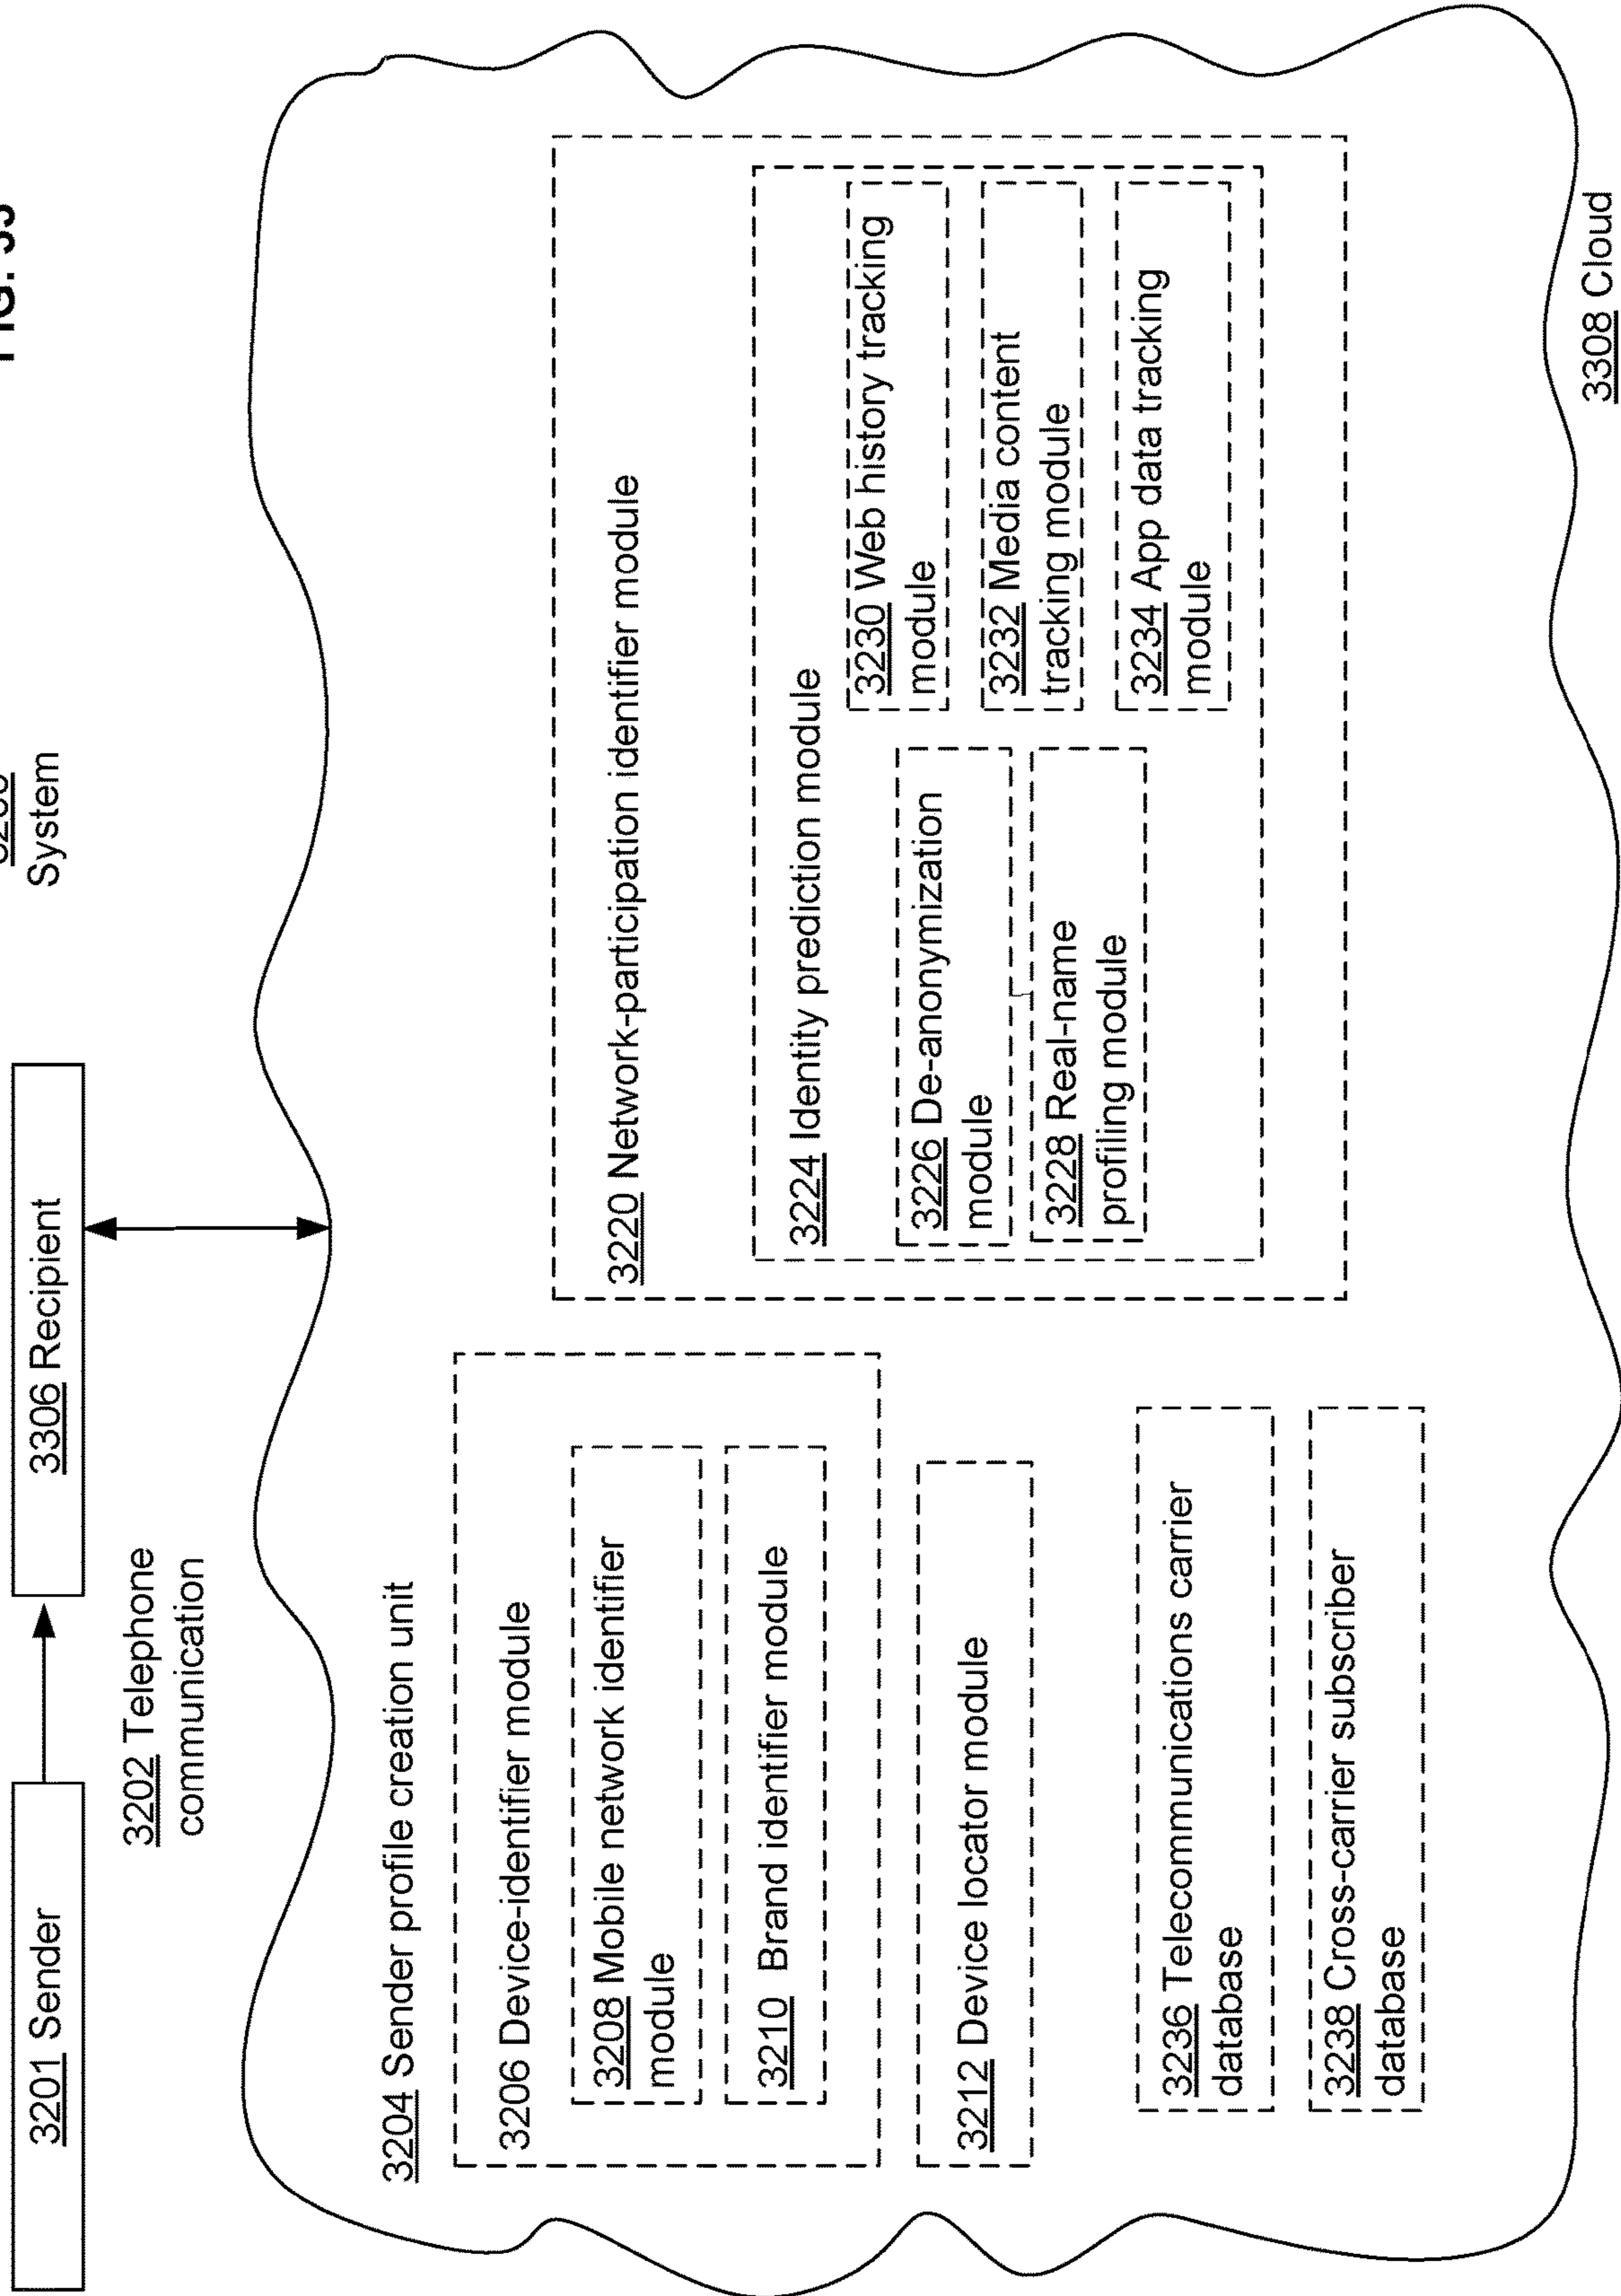 FIG. 33
System
3201 Sender
3306 Recipient
3202 Telephone
communication
3204 Sender profile creation unit
3206 Device-identifier module
3208 Mobile network identifier
module
3210 Brand identifier module
3212 Device locator module
3236 Telecommunications carrier
database
3238 Cross-carrier subscriber
database
3220 Network-participation identifier module
3224 Identity prediction module
3226 De-anonymization
module
3228 Real-name
profiling module
3230 Web history tracking
module
3232 Media content
tracking module
3234 App data tracking
module
3308 Cloud